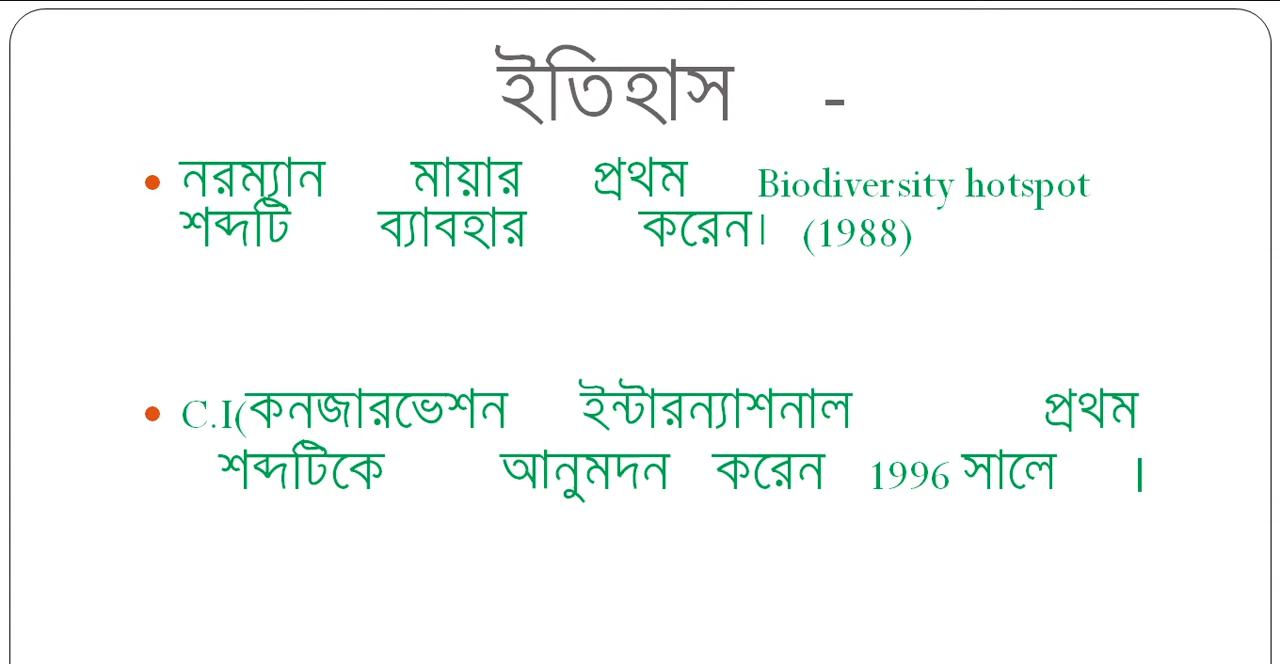 ইতিহাস -
• নরম্যান মায়ার প্রথম Biodiversity hotspot
শব্দটি ব্যাবহার করেন। (1988)
• C.I(কনজারভেশন ইন্টারন্যাশনাল প্রথম
শব্দটিকে আনুমদন করেন 1996 সালে ।